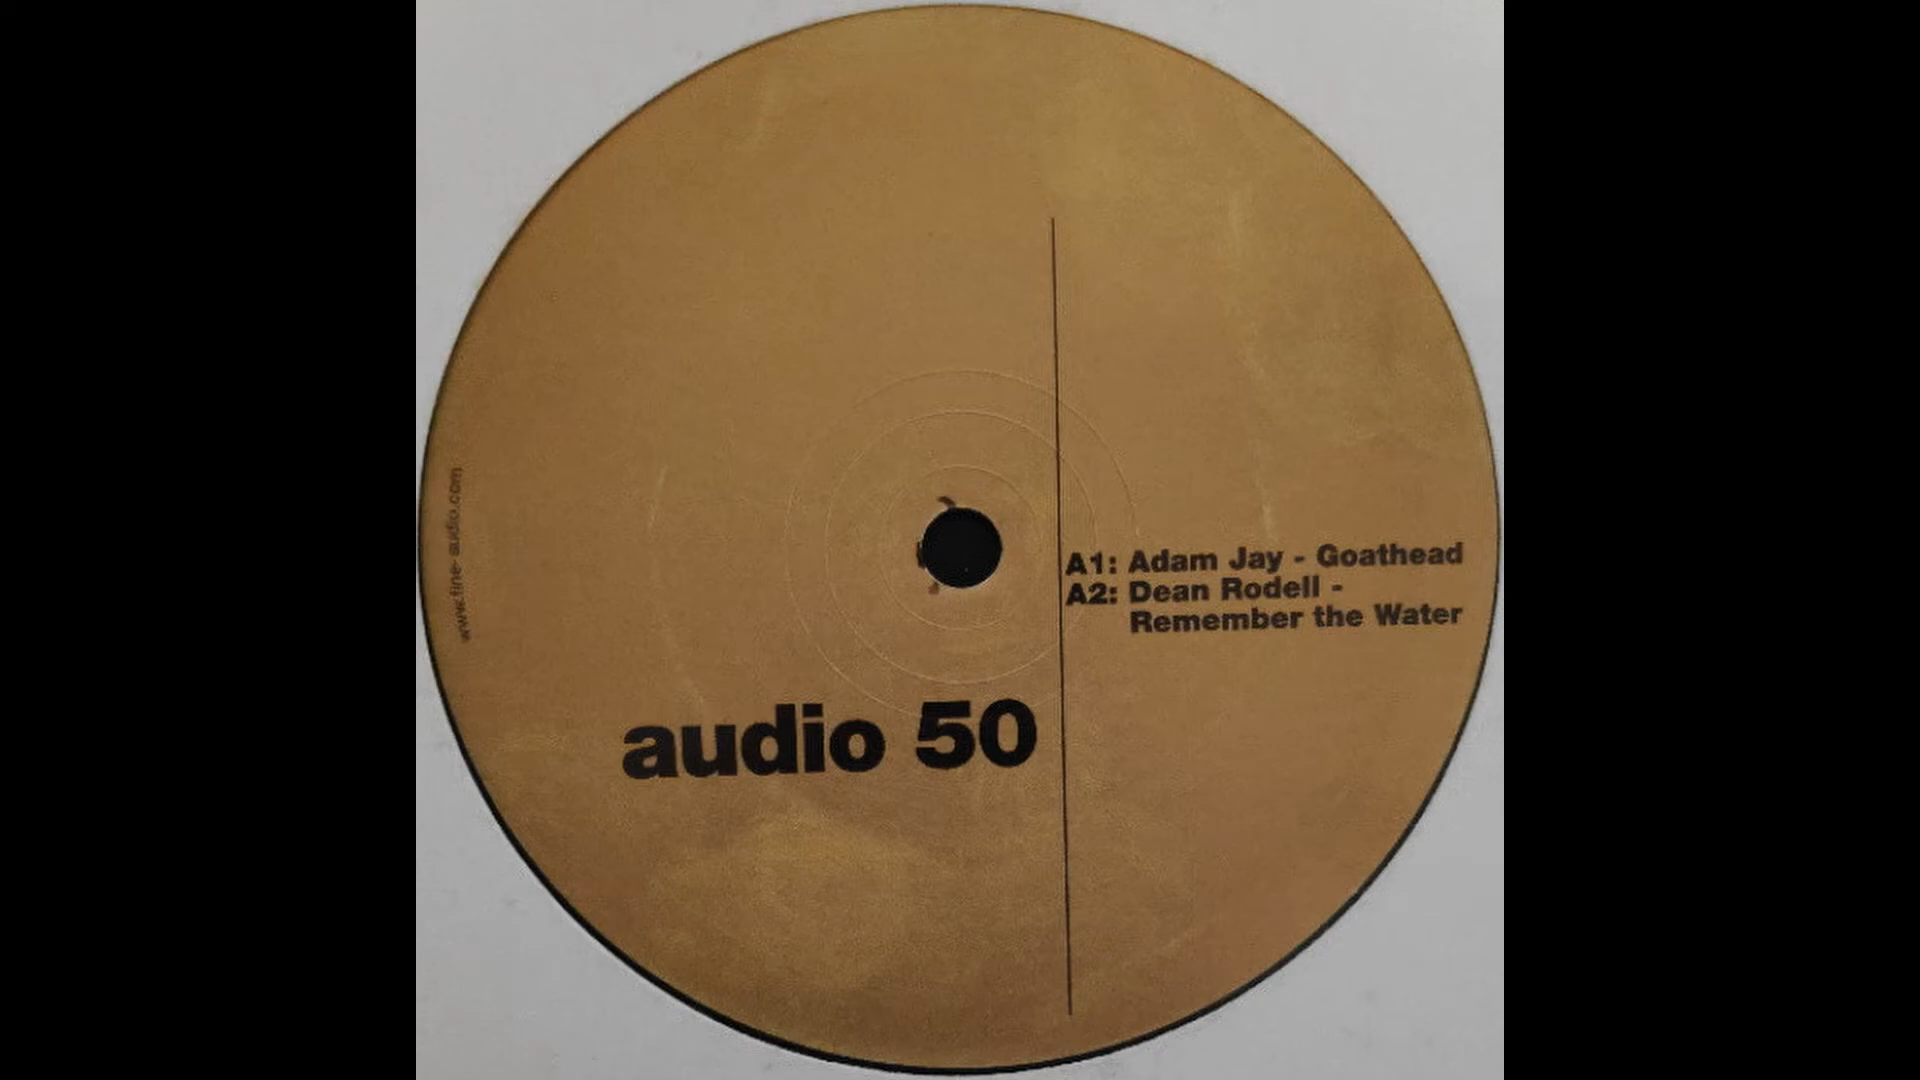 www.fine-audio.com
A1: Adam Jay - Goathead
A2: Dean Rodell -
Remember the Water
audio 50